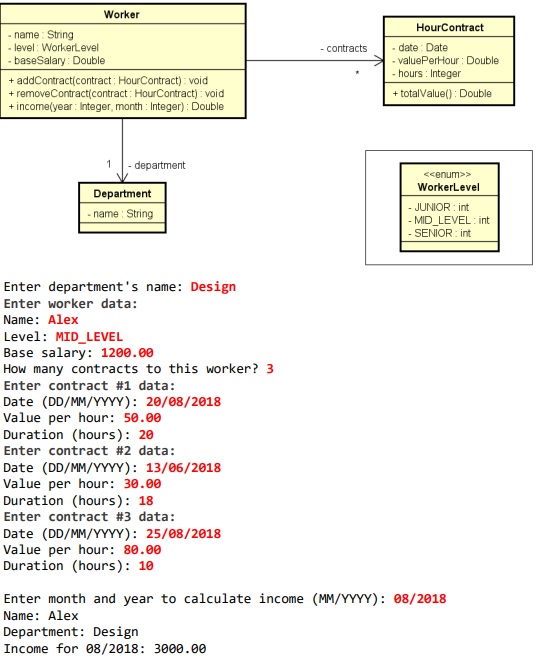 Worker
- name : String
- level : WorkerLevel
- baseSalary : Double
+ addContract(contract : HourContract) : void
+ removeContract(contract : HourContract) : void
+ income(year : Integer, month : Integer) : Double
- contracts
*
HourContract
- date : Date
- valuePerHour : Double
- hours : Integer
+ totalValue() : Double
1 - department
Department
- name : String
<<enum>>
WorkerLevel
- JUNIOR : int
- MID_LEVEL : int
- SENIOR : int
Enter department's name: Design
Enter worker data:
Name: Alex
Level: MID_LEVEL
Base salary: 1200.00
How many contracts to this worker? 3
Enter contract #1 data:
Date (DD/MM/YYYY): 20/08/2018
Value per hour: 50.00
Duration (hours): 20
Enter contract #2 data:
Date (DD/MM/YYYY): 13/06/2018
Value per hour: 30.00
Duration (hours): 18
Enter contract #3 data:
Date (DD/MM/YYYY): 25/08/2018
Value per hour: 80.00
Duration (hours): 10
Enter month and year to calculate income (MM/YYYY): 08/2018
Name: Alex
Department: Design
Income for 08/2018: 3000.00